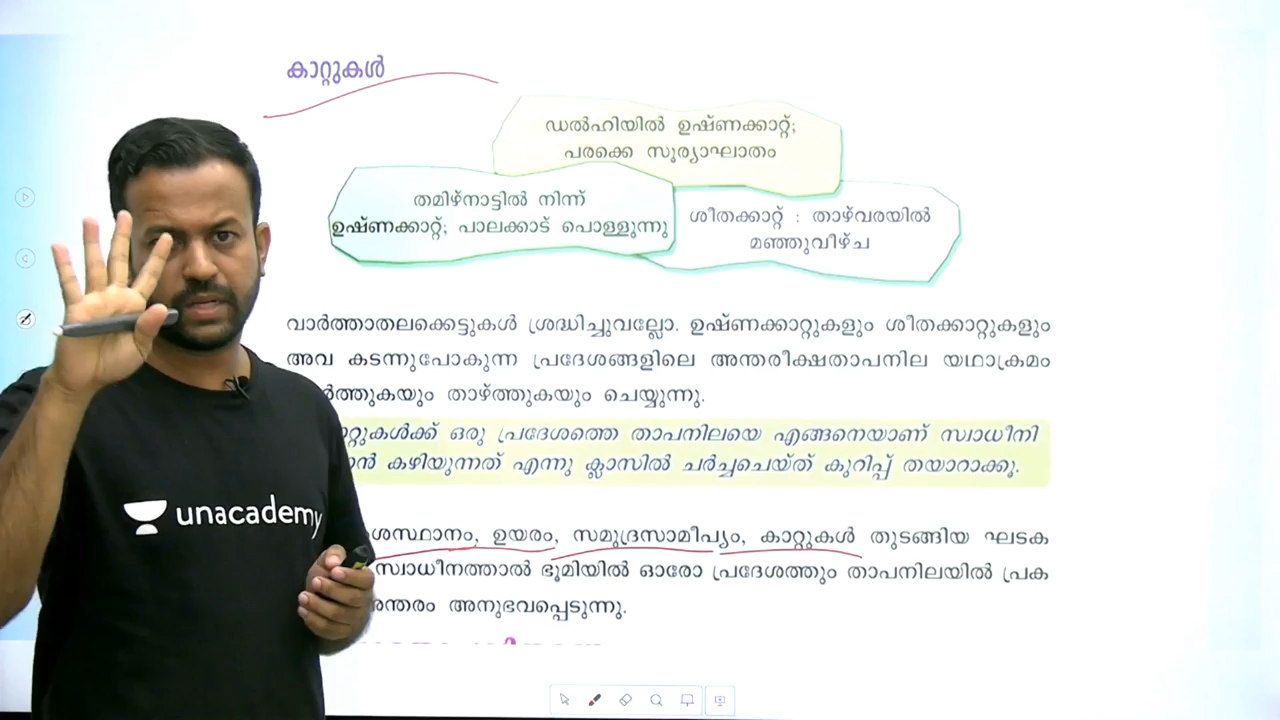 കാറ്റുകൾ
ഡൽഹിയിൽ ഉഷ്ണക്കാറ്റ്;
പരക്കെ സൂര്യാഘാതം
തമിഴ്നാട്ടിൽ നിന്ന്
ഉഷ്ണക്കാറ്റ്; പാലക്കാട് പൊള്ളുന്നു
ശീതക്കാറ്റ് : താഴ്‌വരയിൽ
മഞ്ഞുവീഴ്ച
വാർത്താതലക്കെട്ടുകൾ ശ്രദ്ധിച്ചുവല്ലോ. ഉഷ്ണക്കാറ്റുകളും ശീതക്കാറ്റുകളും
അവ കടന്നുപോകുന്ന പ്രദേശങ്ങളിലെ അന്തരീക്ഷതാപനില യഥാക്രമം
ർത്തുകയും താഴ്ത്തുകയും ചെയ്യുന്നു.
റ്റുകൾക്ക് ഒരു പ്രദേശത്തെ താപനിലയെ എങ്ങനെയാണ് സ്വാധീനി
ൻ കഴിയുന്നത് എന്നു ക്ലാസിൽ ചർച്ചചെയ്ത് കുറിപ്പ് തയാറാക്കൂ.
ശസ്ഥാനം, ഉയരം, സമുദ്രസാമീപ്യം, കാറ്റുകൾ തുടങ്ങിയ ഘടക
സ്വാധീനത്താൽ ഭൂമിയിൽ ഓരോ പ്രദേശത്തും താപനിലയിൽ പ്രക
ന്തരം അനുഭവപ്പെടുന്നു.
unacademy